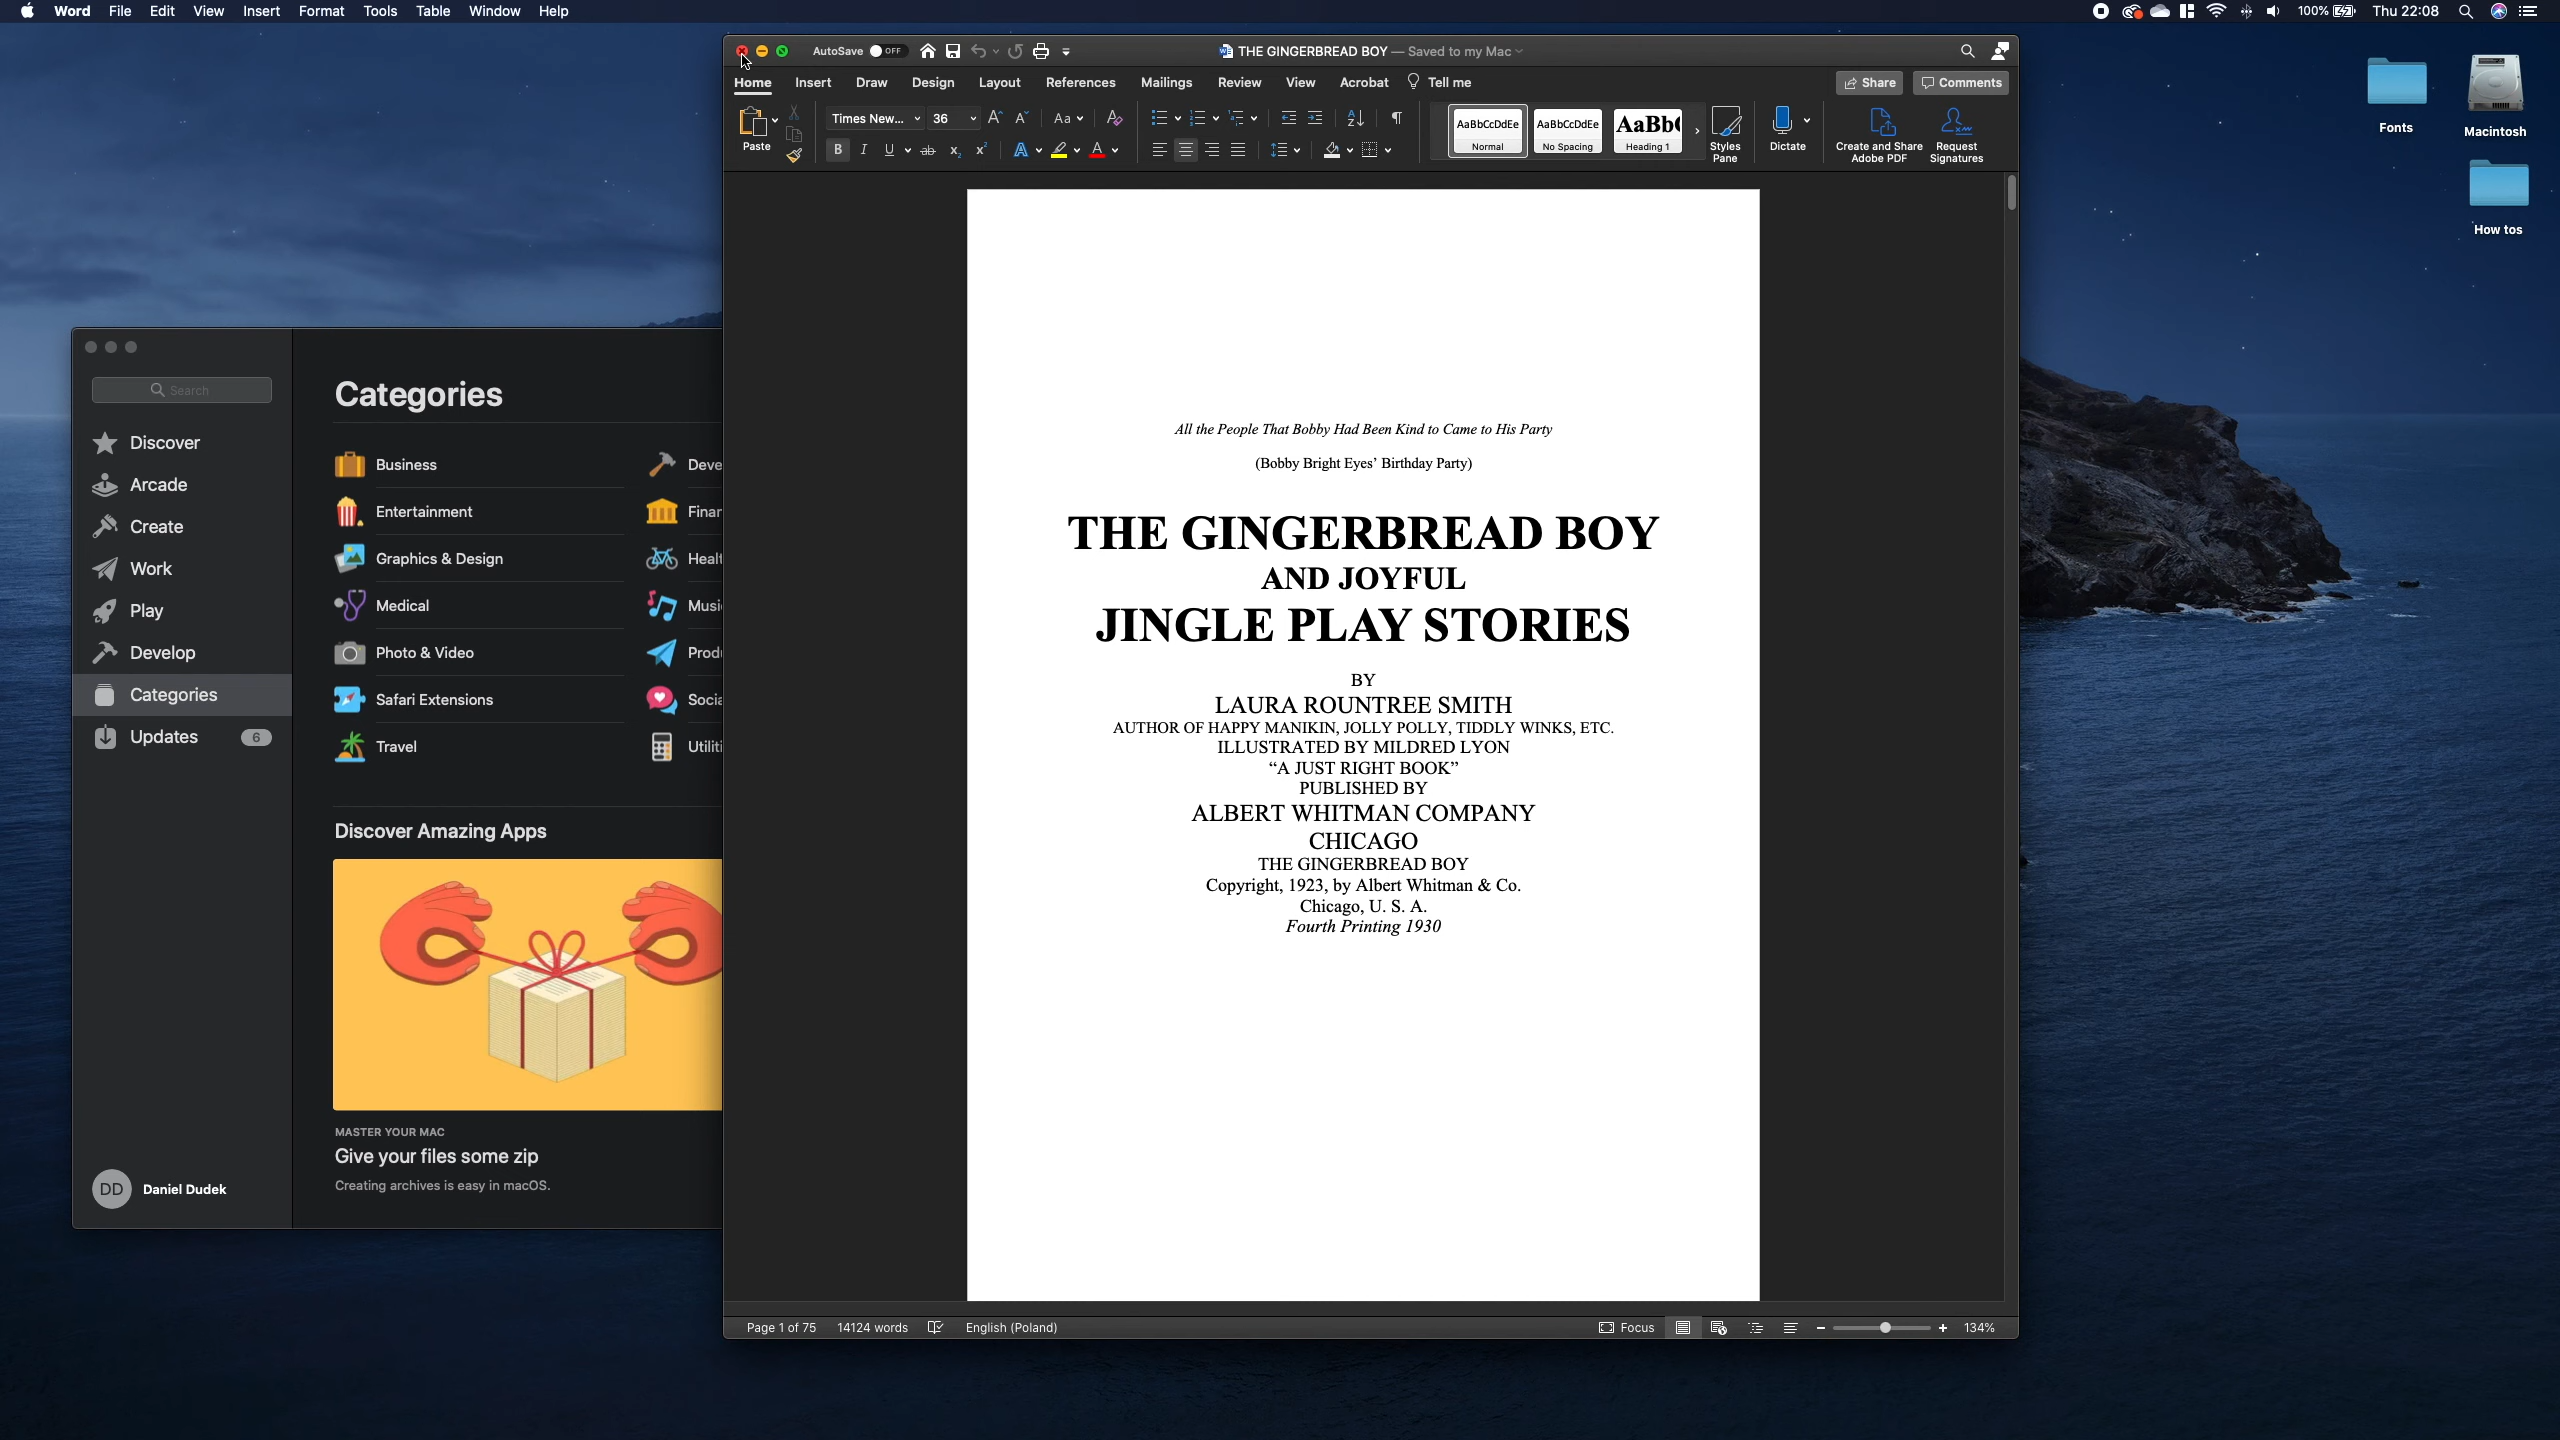 Word File Edit View Insert Format Tools Table Window Help
100% Thu 22:08
Fonts
Macintosh
How tos
AutoSave OFF
THE GINGERBREAD BOY — Saved to my Mac
Home Insert Draw Design Layout References Mailings Review View Acrobat Tell me
Share Comments
Paste
Times New... 36
Aa
AaBbCcDdEe
Normal
AaBbCcDdEe
No Spacing
AaBb(
Heading 1
Styles
Pane
Dictate
Create and Share
Adobe PDF
Request
Signatures
Search
Discover
Arcade
Create
Work
Play
Develop
Categories
Updates 6
DD Daniel Dudek
Categories
Business
Entertainment
Graphics & Design
Medical
Photo & Video
Safari Extensions
Travel
Deve
Finar
Healt
Musi
Produ
Socia
Utiliti
Discover Amazing Apps
MASTER YOUR MAC
Give your files some zip
Creating archives is easy in macOS.
All the People That Bobby Had Been Kind to Came to His Party
(Bobby Bright Eyes’ Birthday Party)
THE GINGERBREAD BOY
AND JOYFUL
JINGLE PLAY STORIES
BY
LAURA ROUNTREE SMITH
AUTHOR OF HAPPY MANIKIN, JOLLY POLLY, TIDDLY WINKS, ETC.
ILLUSTRATED BY MILDRED LYON
“A JUST RIGHT BOOK”
PUBLISHED BY
ALBERT WHITMAN COMPANY
CHICAGO
THE GINGERBREAD BOY
Copyright, 1923, by Albert Whitman & Co.
Chicago, U. S. A.
Fourth Printing 1930
Page 1 of 75 14124 words English (Poland)
Focus 134%